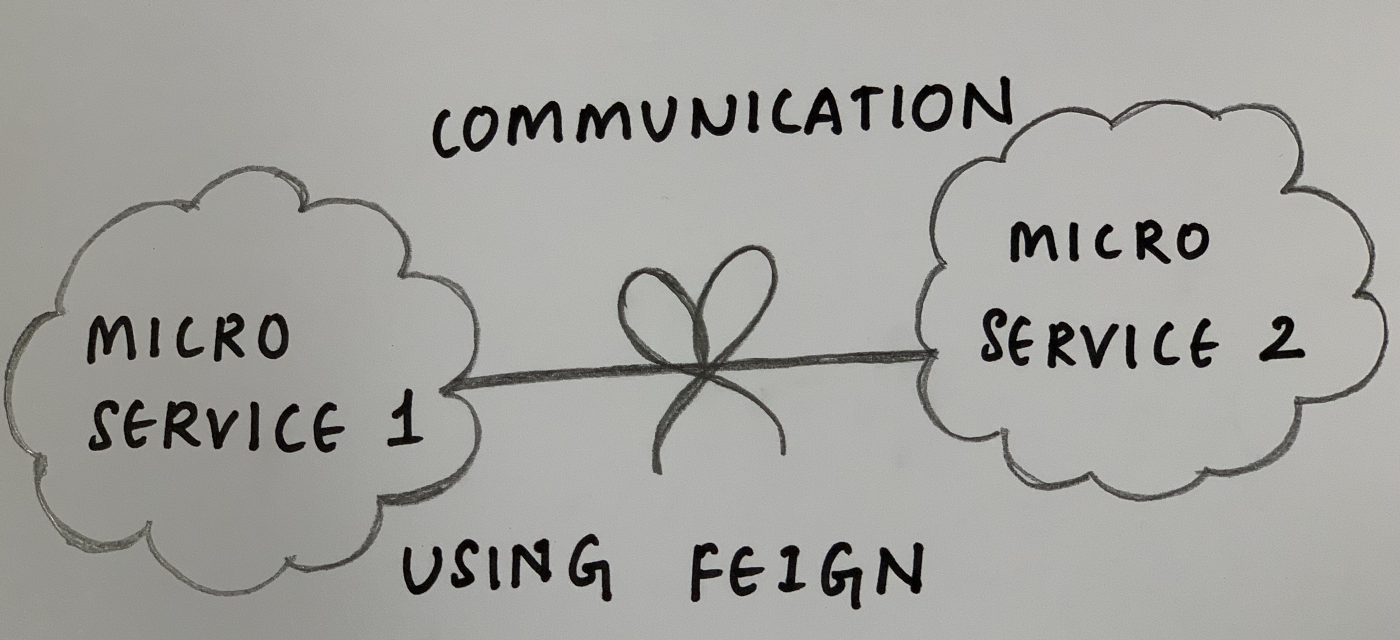 COMMUNICATION
MICRO
SERVICE 1
MICRO
SERVICE 2
USING FEIGN